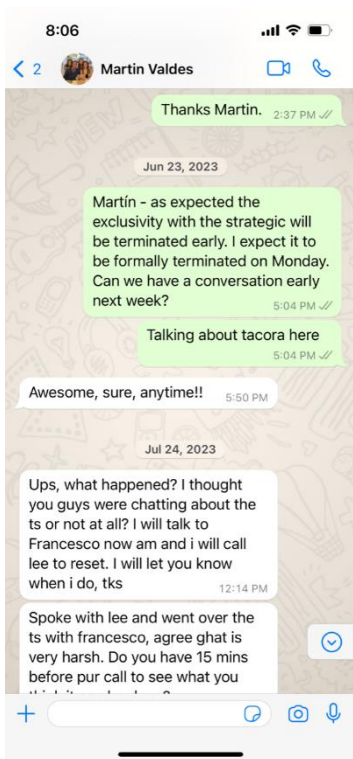 8:06
2
Martin Valdes
Thanks Martin.
2:37 PM
Jun 23, 2023
Martín - as expected the
exclusivity with the strategic will
be terminated early. I expect it to
be formally terminated on Monday.
Can we have a conversation early
next week?
5:04 PM
Talking about tacora here
5:04 PM
Awesome, sure, anytime!!
5:50 PM
Jul 24, 2023
Ups, what happened? I thought
you guys were chatting about the
ts or not at all? I will talk to
Francesco now am and i will call
lee to reset. I will let you know
when i do, tks
12:14 PM
Spoke with lee and went over the
ts with francesco, agree ghat is
very harsh. Do you have 15 mins
before pur call to see what you